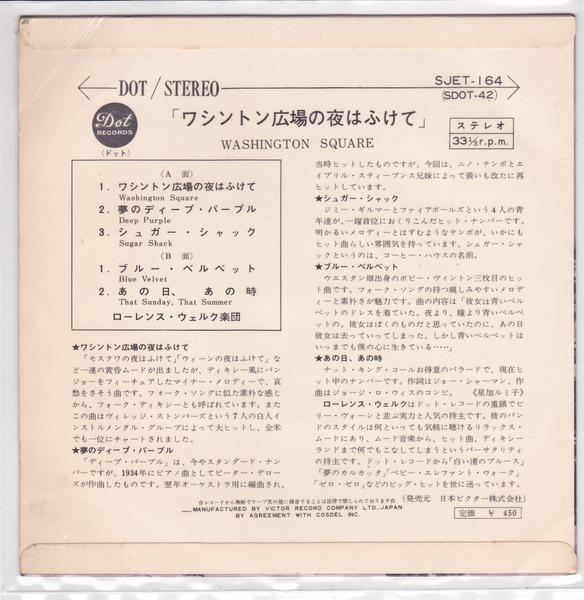 DOT / STEREO
SJET-164
(SDOT-42)
Dot
RECORDS
(ドット)
「ワシントン広場の夜はふけて」
WASHINGTON SQUARE
ステレオ
33⅓r.p.m.
〈A 面〉
1. ワシントン広場の夜はふけて
Washington Square
2. 夢のディープ・パープル
Deep Purple
3. シュガー・シャック
Sugar Shack
〈B 面〉
1. ブルー・ベルベット
Blue Velvet
2. あの日、 あの時
That Sunday, That Summer
ローレンス・ウェルク楽団
★ワシントン広場の夜はふけて
「モスクワの夜はふけて」「ウィーンの夜はふけて」な
ど一連の黄昏ムードが出ましたが、ディキシー風にバン
ジョーをフィーチュアしたマイナー・メロディーで、哀
愁をさそう曲です。フォーク・ソングに似た素朴な感じ
から、フォーク・ディキシーとも呼ばれています。また
この曲はヴィレッジ・ストンパーズという7人の白人イ
ンストルメンタル・グループによって大ヒットし、全米
でも一位にチャートされました。
★夢のディープ・パープル
「ディープ・パープル」は、今やスタンダード・ナン
バーですが、1934年にピアノ曲としてピーター・デロー
ズが作曲したものです。翌年オーケストラ用に編曲され、
当時ヒットしたものですが、今回は、ニノ・テンポとエ
イプリル・スティーブンス兄妹によって装いも改たに再
ヒットしています。
★シュガー・シャック
ジミー・ギルマーとファイアボールズという4人の青
年達が、一躍首位におくりこんだヒット・ナンバーです。
明かるいメロディーとはずむようなテンポが、いかにも
ヒット曲らしい雰囲気を持っています。シュガー・シャ
ックというのは、コーヒー・ハウスの名前。
★ブルー・ベルベット
ウエスタン畑出身のボビー・ヴィントン三枚目のヒッ
ト曲です。フォーク・ソングの持つ親しみやすいメロデ
ィーと素朴さが魅力です。曲の内容は「彼女は青いベル
ベットのドレスを着ていた。夜より、瞳より青いベルベ
ットの。彼女はぼくのものだと思っていたのに、あの日
彼女は去っていってしまった。しかし青いベルベットは
いつまでも僕の心に生きている‥‥」
★あの日、あの時
ナット・キング・コールお得意のバラードで、現在ヒ
ット中のナンバーです。作詞はジョー・シャーマン、作
曲はジョージ・ロ・ウィスのコンビ。 《星加ルミ子》
ローレンス・ウェルクはドット・レコードの重鎮でビ
リー・ヴォーンと並ぶ実力と人気の持主です。彼のバン
ドのスタイルは何といっても気軽に聴けるリラックス・
ムードにあり、ムード音楽から、ヒット曲、ディキシー
ランドまで何でもこなしてしまうというバーサタリティ
の持主です。ドット・レコードから「白い渚のブルース」
「夢のカルカッタ」「ベビー・エレファント・ウォーク」
「ゼロ・ゼロ」などのビッグ・ヒットを世に送っています。
☆レコードから無断でテープ其の他に録音することは法律で禁じられております☆
MANUFACTURED BY VICTOR RECORD COMPANY LTD.,JAPAN
BY AGREEMENT WITH COSDEL INC.
(発売元 日本ビクター株式会社)
定価 ¥ 450